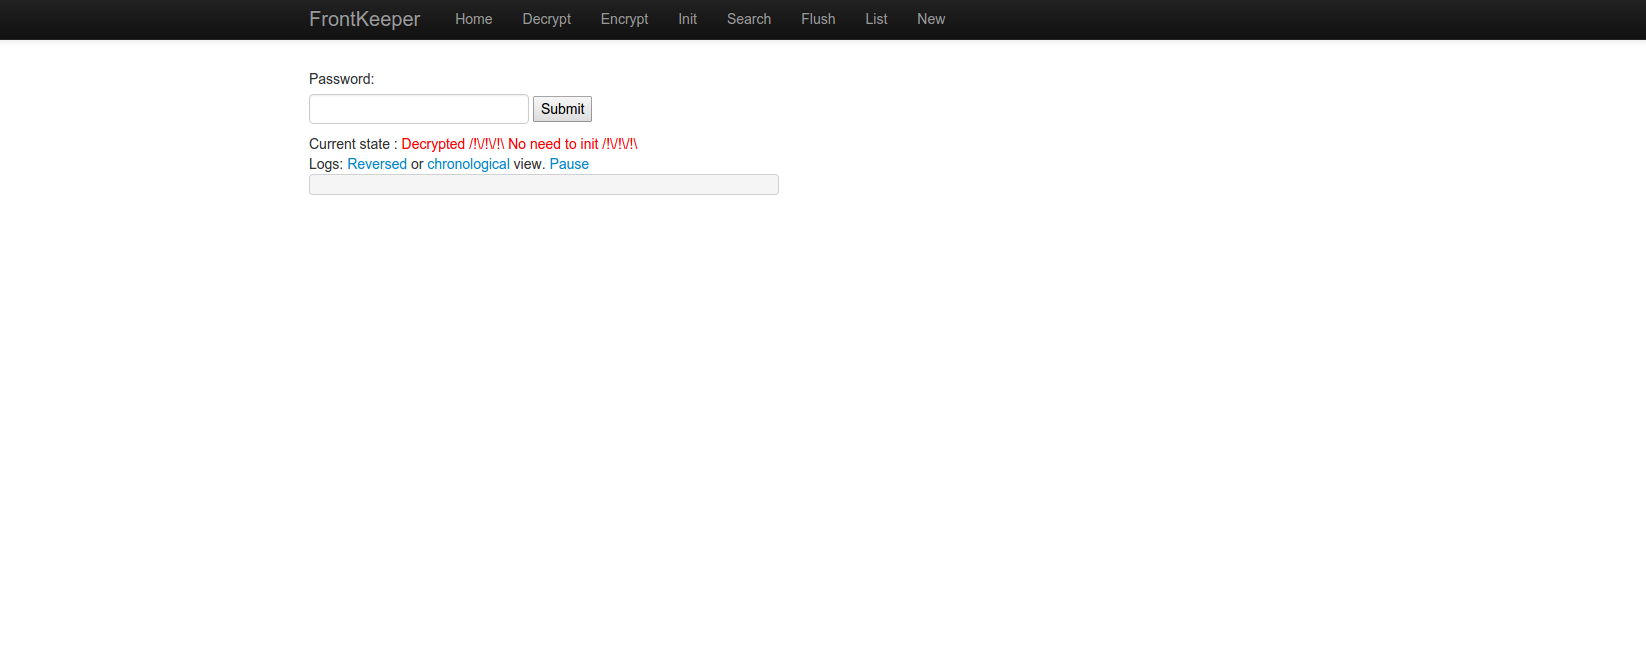 FrontKeeper Home Decrypt Encrypt Init Search Flush List New
Password:
Submit
Current state : Decrypted /!\/!\/!\ No need to init /!\/!\/!\
Logs: Reversed or chronological view. Pause